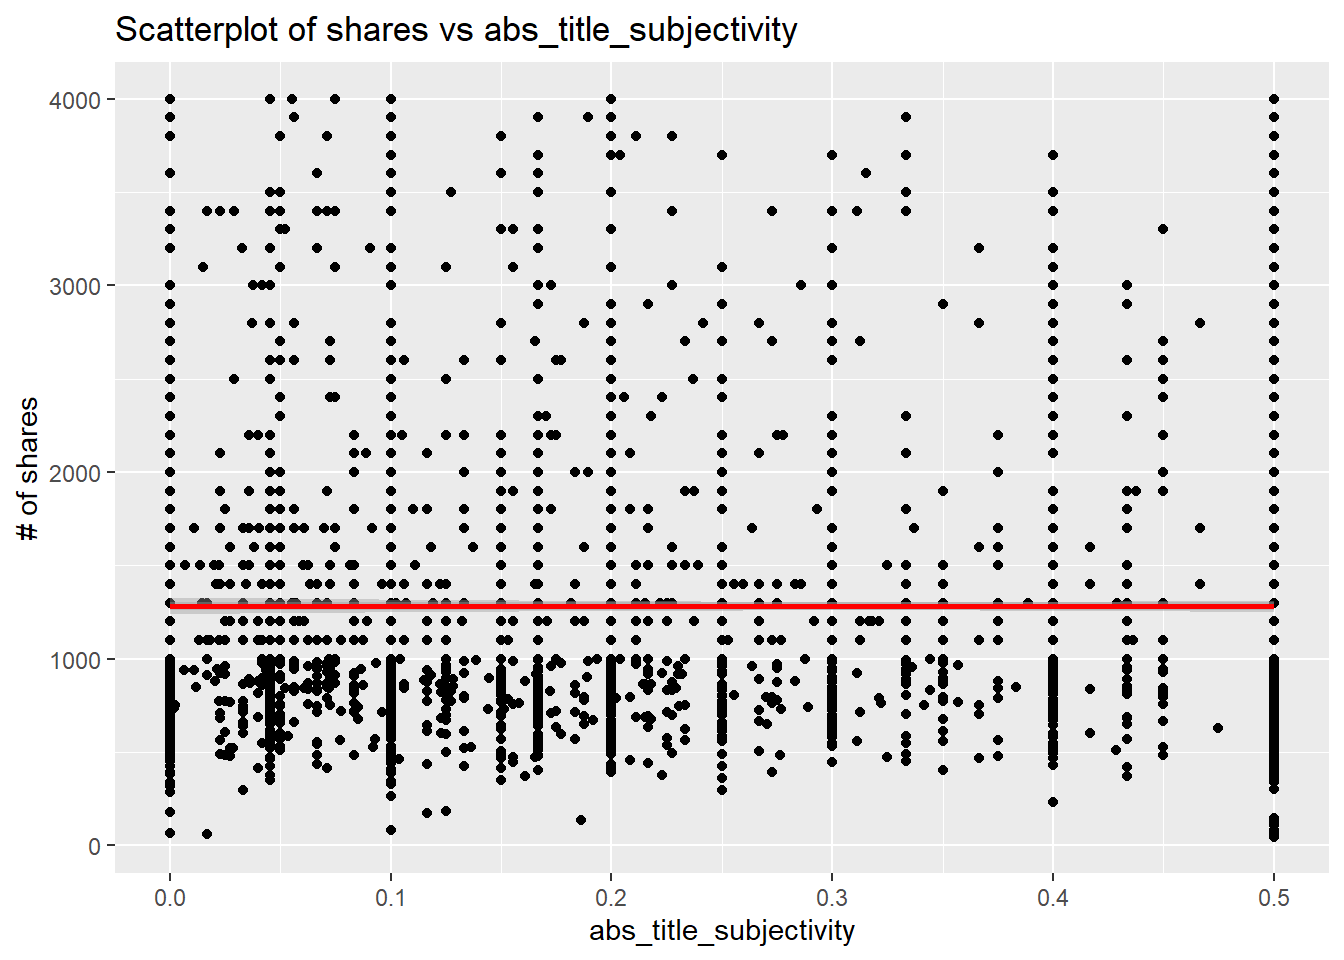 Scatterplot of shares vs abs_title_subjectivity
4000
3000
2000
1000
0
# of shares
0.0 0.1 0.2 0.3 0.4 0.5
abs_title_subjectivity